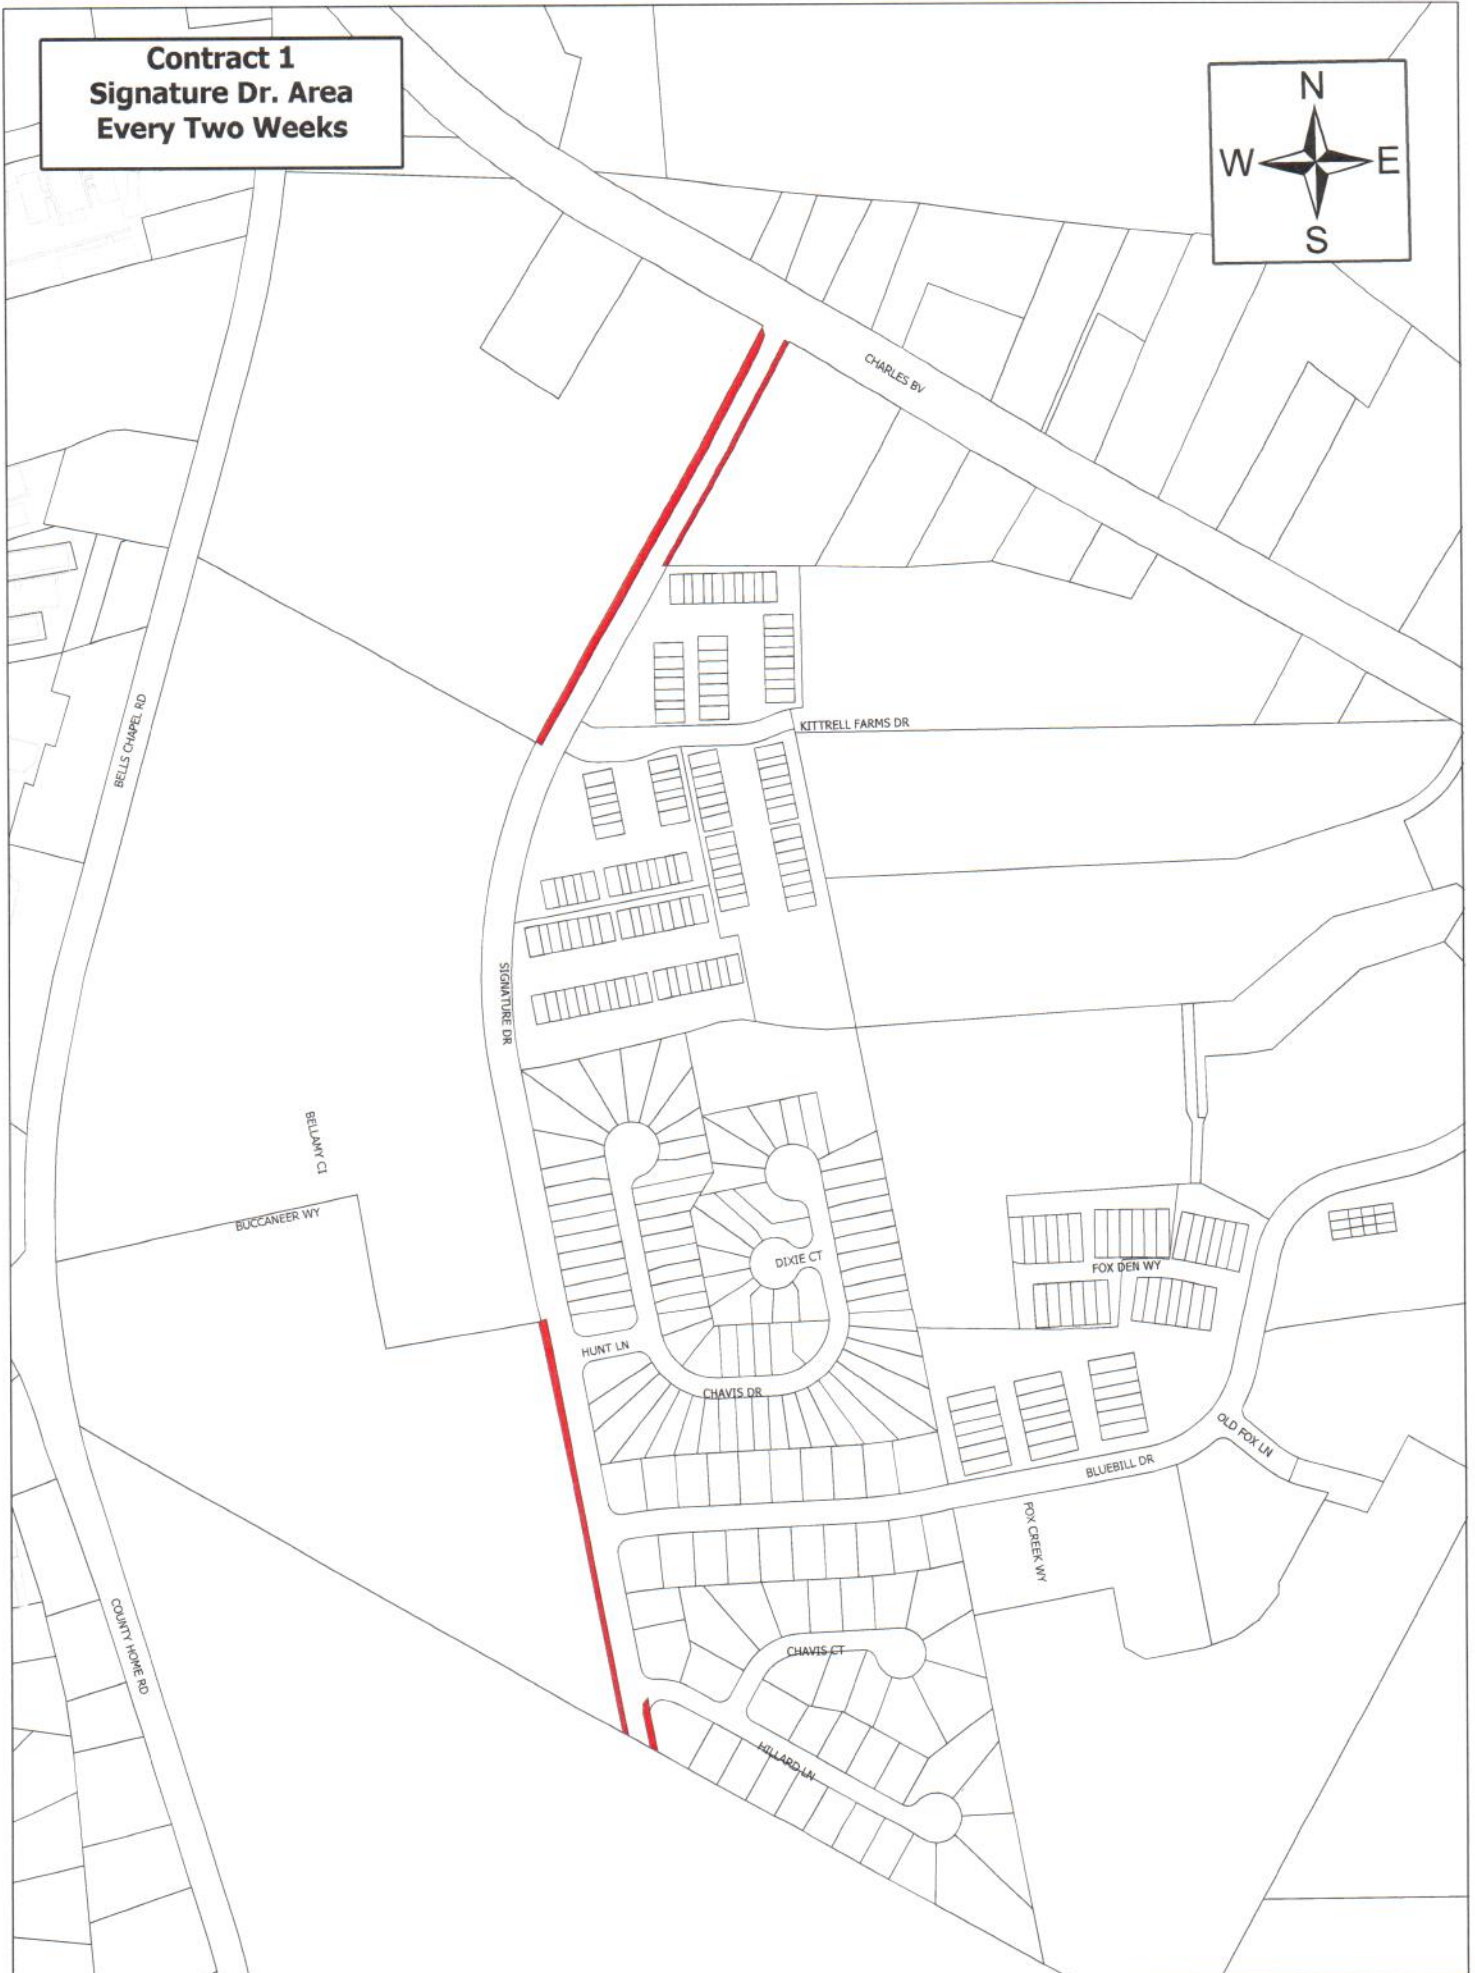 Contract 1
Signature Dr. Area
Every Two Weeks
N
W
E
S
CHARLES BV
KITTRELL FARMS DR
BELLS CHAPEL RD
SIGNATURE DR
BELLAMY CI
BUCCANEER WY
DIXIE CT
FOX DEN WY
HUNT LN
CHAVIS DR
OLD FOX LN
BLUEBILL DR
FOX CREEK WY
COUNTY HOME RD
CHAVIS CT
HILLARD LN